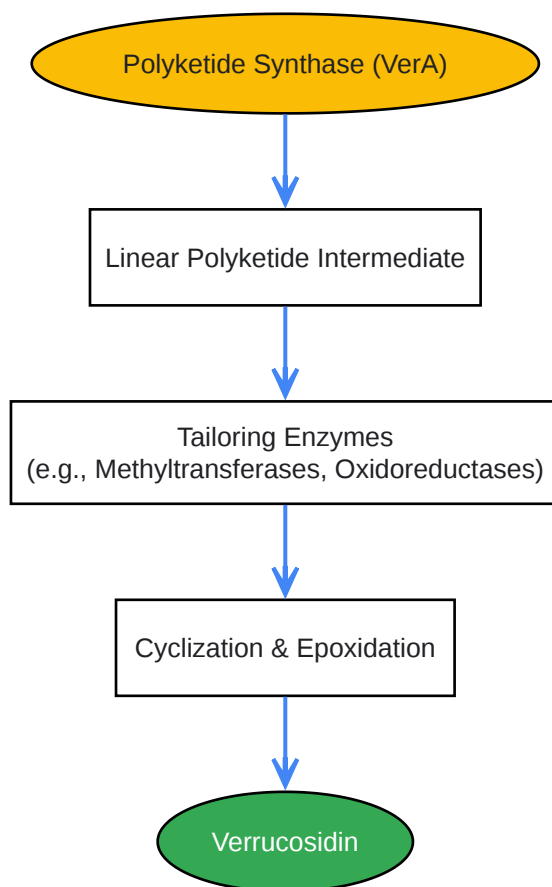 Polyketide Synthase (VerA)
Linear Polyketide Intermediate
Tailoring Enzymes
(e.g., Methyltransferases, Oxidoreductases)
Cyclization & Epoxidation
Verrucosidin